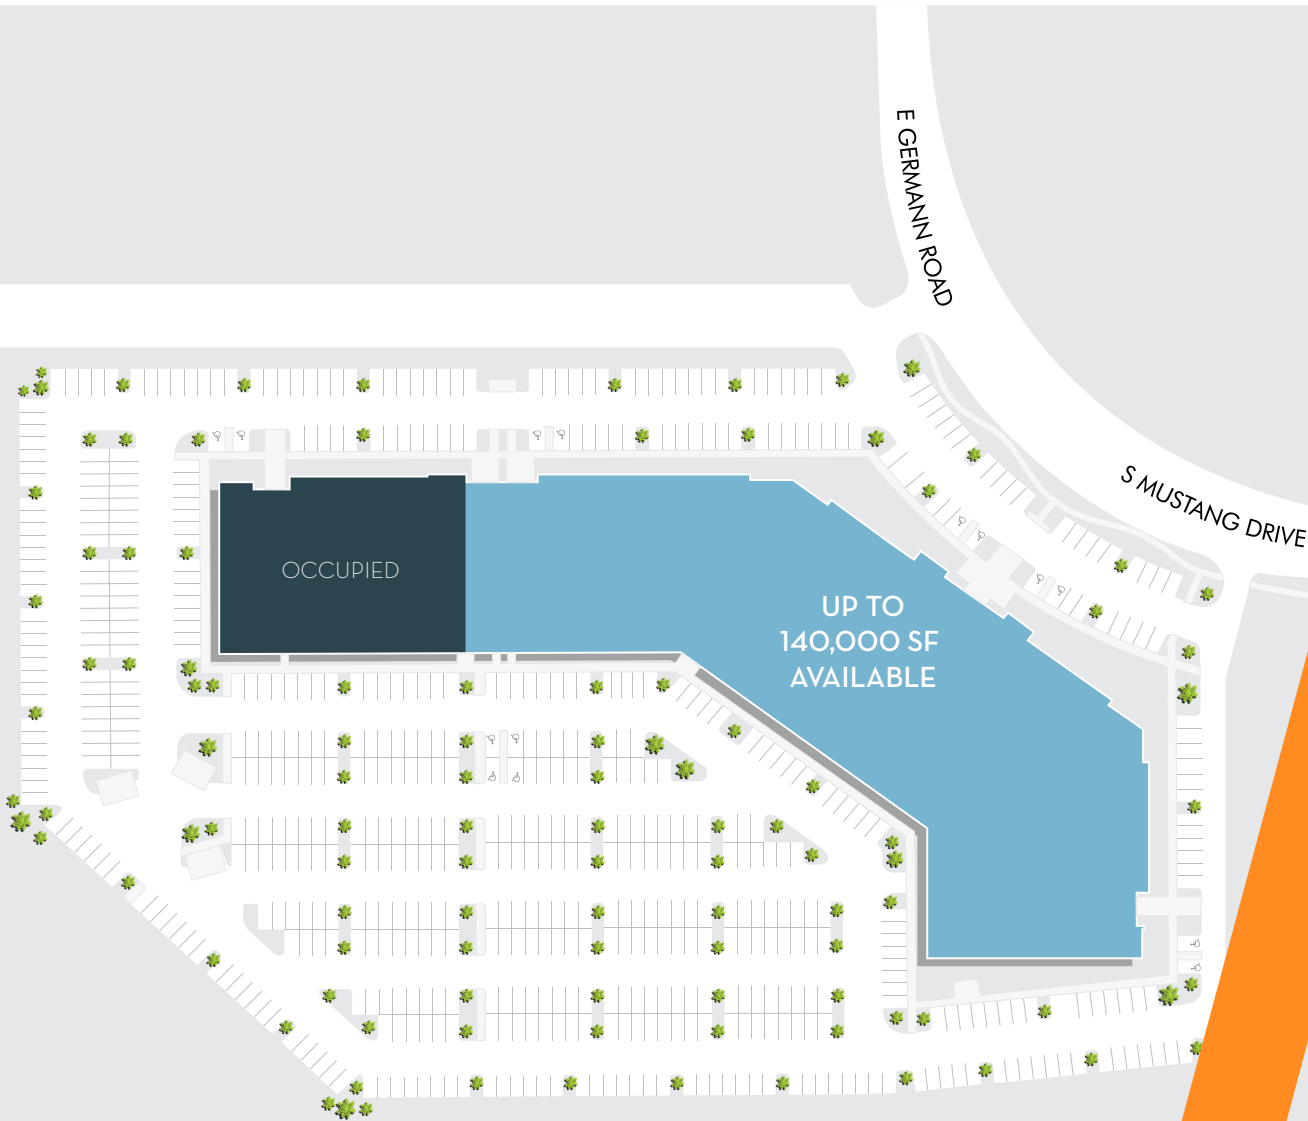 E GERMANN ROAD
S MUSTANG DRIVE
OCCUPIED
UP TO
140,000 SF
AVAILABLE